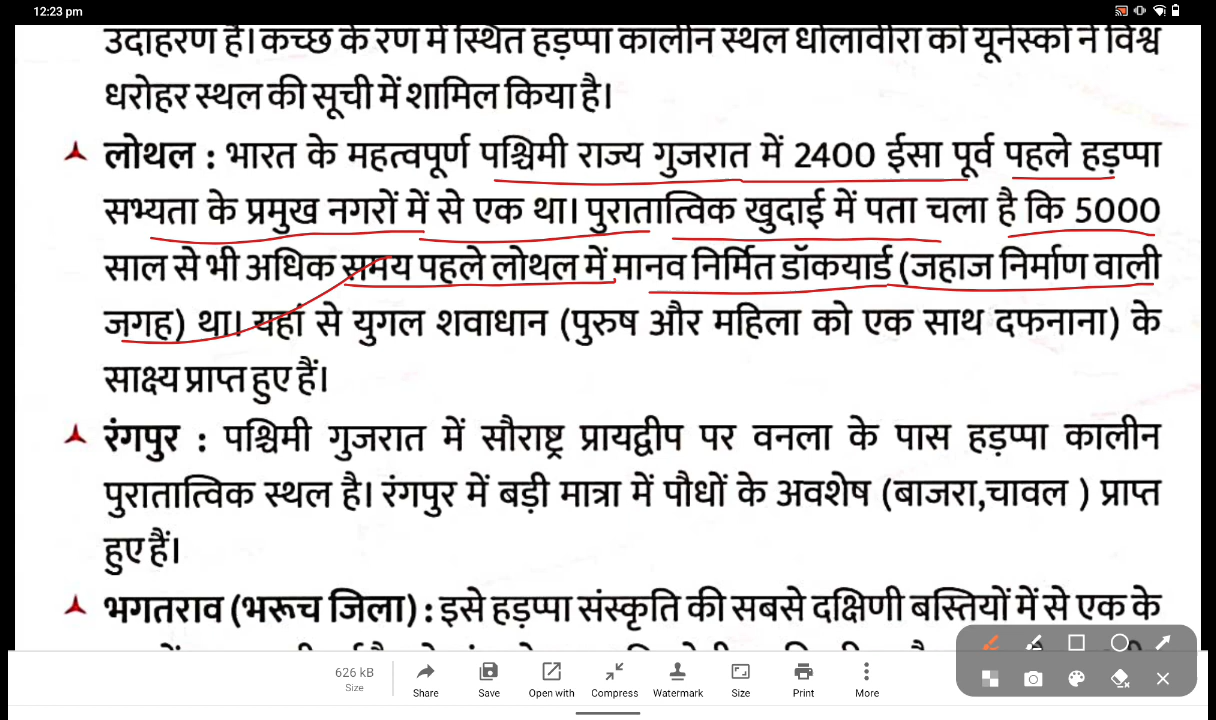 12:23 pm
उदाहरण है। कच्छ के रण में स्थित हड़प्पा कालीन स्थल धोलावीरा को यूनेस्को ने विश्व
धरोहर स्थल की सूची में शामिल किया है।
लोथल : भारत के महत्वपूर्ण पश्चिमी राज्य गुजरात में 2400 ईसा पूर्व पहले हड़प्पा
सभ्यता के प्रमुख नगरों में से एक था। पुरातात्विक खुदाई में पता चला है कि 5000
साल से भी अधिक समय पहले लोथल में मानव निर्मित डॉकयार्ड (जहाज निर्माण वाली
जगह) था। यहां से युगल शवाधान (पुरुष और महिला को एक साथ दफनाना) के
साक्ष्य प्राप्त हुए हैं।
रंगपुर : पश्चिमी गुजरात में सौराष्ट्र प्रायद्वीप पर वनला के पास हड़प्पा कालीन
पुरातात्विक स्थल है। रंगपुर में बड़ी मात्रा में पौधों के अवशेष (बाजरा,चावल ) प्राप्त
हुए हैं।
भगतराव (भरूच जिला) : इसे हड़प्पा संस्कृति की सबसे दक्षिणी बस्तियों में से एक के
626 kB
Size
Share Save Open with Compress Watermark Size Print More